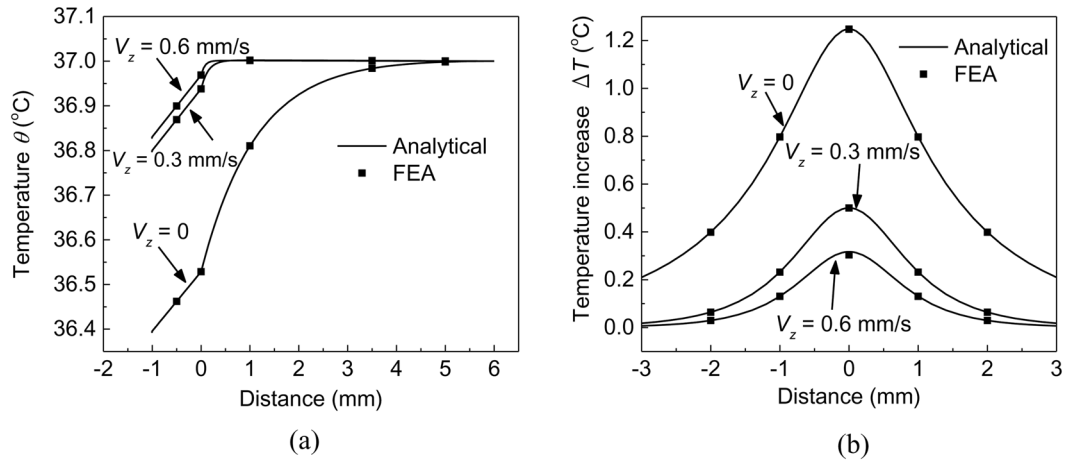 37.1
37.0
36.9
36.8
36.7
36.6
36.5
36.4
Temperature θ (°C)
V_z = 0.6 mm/s
V_z = 0.3 mm/s
V_z = 0
Analytical
FEA
-2 -1 0 1 2 3 4 5 6
Distance (mm)
(a)
1.2
1.0
0.8
0.6
0.4
0.2
0.0
Temperature increase ΔT (°C)
Analytical
FEA
V_z = 0
V_z = 0.3 mm/s
V_z = 0.6 mm/s
-3 -2 -1 0 1 2 3
Distance (mm)
(b)